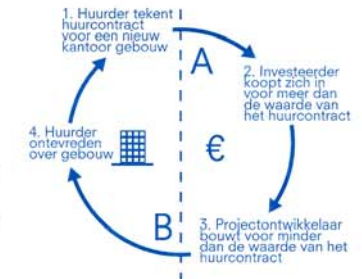 1. Huurder tekent
huurcontract
voor een nieuw
kantoor gebouw
A
2. Investeerder
koopt zich in
voor meer dan
de waarde van
het huurcontract
4. Huurder
ontevreden
over gebouw
€
B
3. Projectontwikkelaar
bouwt voor minder
dan de waarde van het
huurcontract